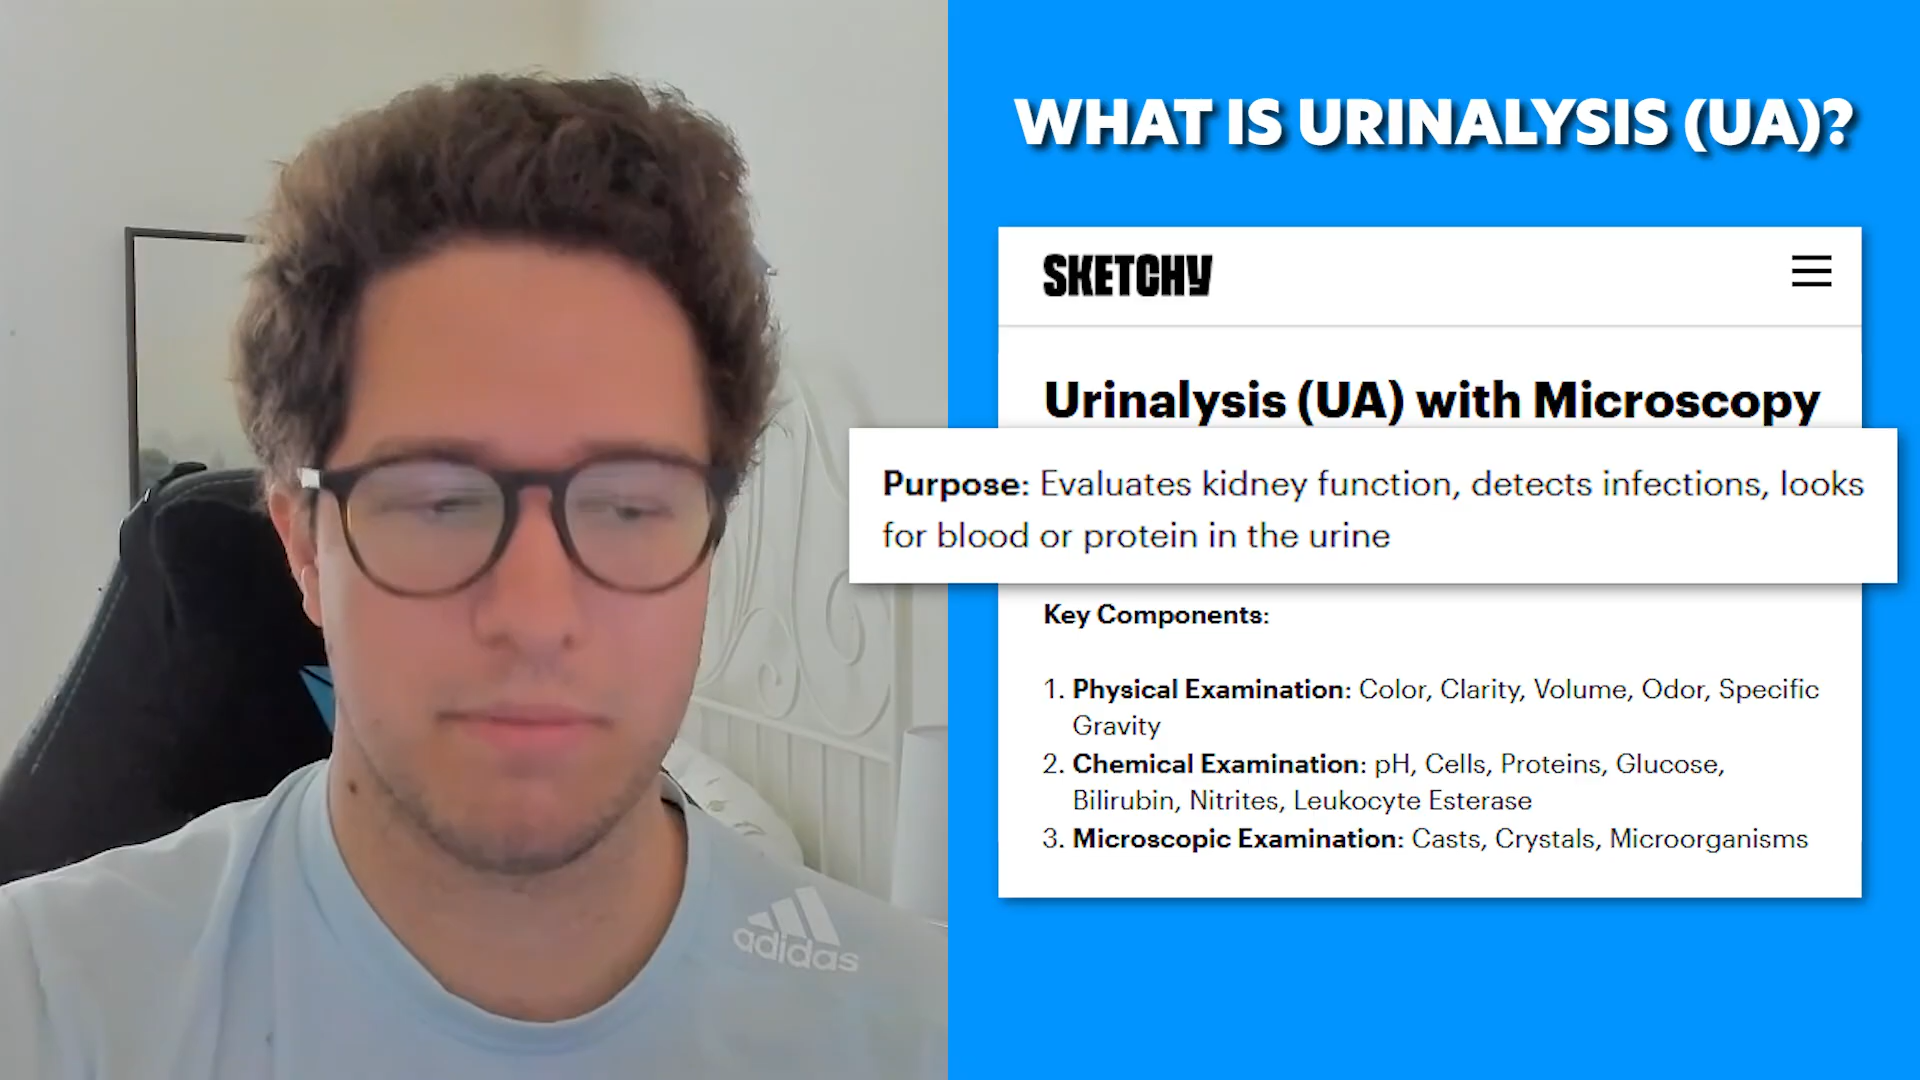 WHAT IS URINALYSIS (UA)?
SKETCHY
Urinalysis (UA) with Microscopy
Purpose: Evaluates kidney function, detects infections, looks
for blood or protein in the urine
Key Components:
1. Physical Examination: Color, Clarity, Volume, Odor, Specific
Gravity
2. Chemical Examination: pH, Cells, Proteins, Glucose,
Bilirubin, Nitrites, Leukocyte Esterase
3. Microscopic Examination: Casts, Crystals, Microorganisms
adidas